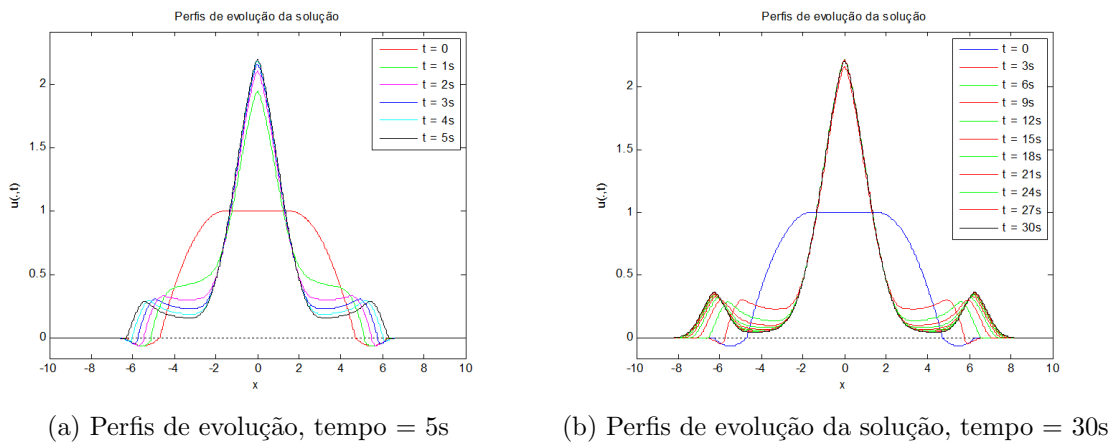 Perfis de evolução da solução
2
1.5
1
0.5
0
u(.,t)
-10
-8
-6
-4
-2
0
2
4
6
8
10
x
t = 0
t = 1s
t = 2s
t = 3s
t = 4s
t = 5s
(a) Perfis de evolução, tempo = 5s
Perfis de evolução da solução
2
1.5
1
0.5
0
u(.,t)
-10
-8
-6
-4
-2
0
2
4
6
8
10
x
t = 0
t = 3s
t = 6s
t = 9s
t = 12s
t = 15s
t = 18s
t = 21s
t = 24s
t = 27s
t = 30s
(b) Perfis de evolução da solução, tempo = 30s